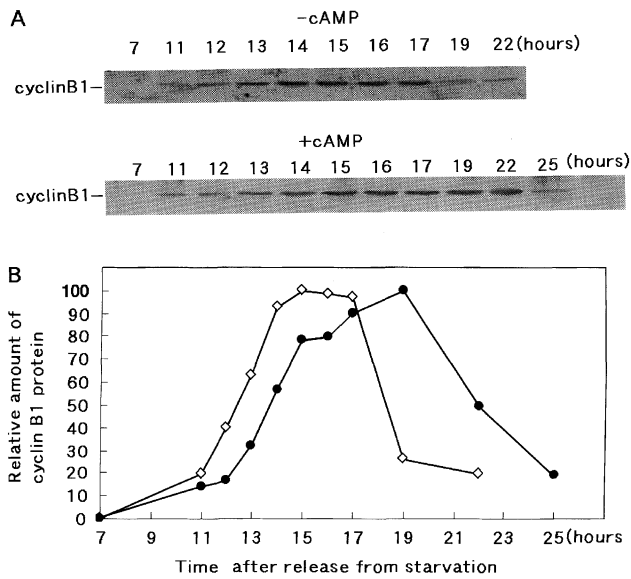 A
-cAMP
7 11 12 13 14 15 16 17 19 22 (hours)
cyclinB1-
+cAMP
7 11 12 13 14 15 16 17 19 22 25 (hours)
cyclinB1-
B
Relative amount of
cyclin B1 protein
100
90
80
70
60
50
40
30
20
10
0
7 9 11 13 15 17 19 21 23 25 (hours
Time after release from starvation